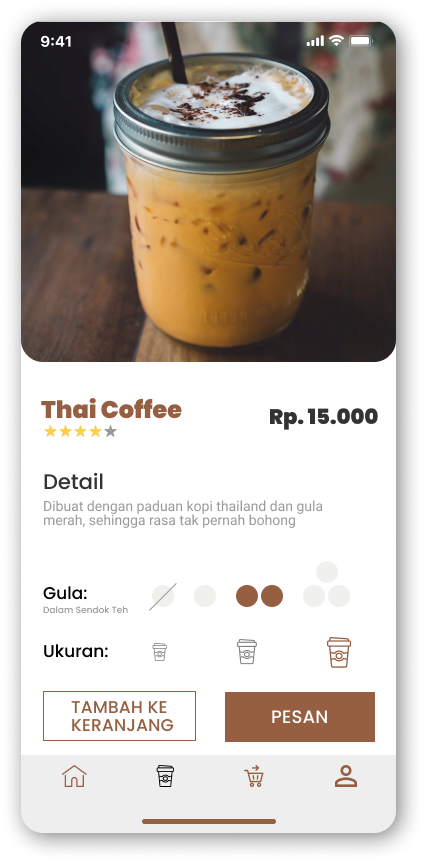 9:41
Thai Coffee
Rp. 15.000
Detail
Dibuat dengan paduan kopi thailand dan gula
merah, sehingga rasa tak pernah bohong
Gula:
Dalam Sendok Teh
Ukuran:
TAMBAH KE
KERANJANG
PESAN